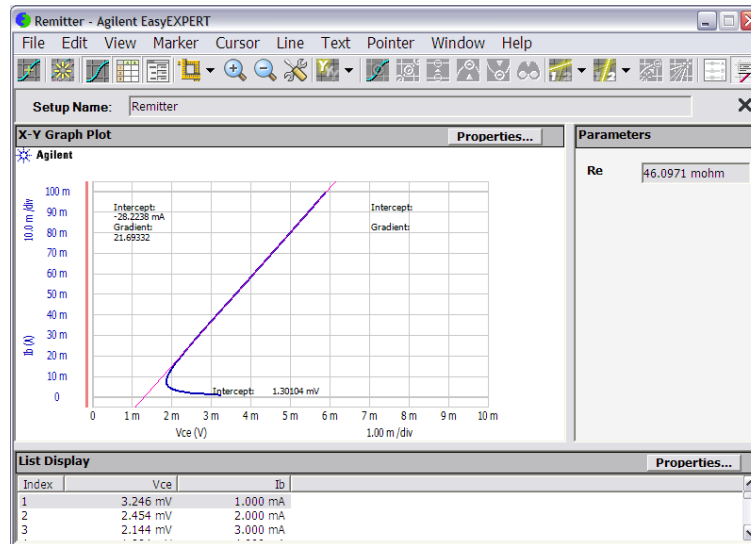 Remitter - Agilent EasyEXPERT
File Edit View Marker Cursor Line Text Pointer Window Help
Setup Name: Remitter
X-Y Graph Plot Properties...
Agilent
10.0 m /div
Ib (A)
100 m
90 m
80 m
70 m
60 m
50 m
40 m
30 m
20 m
10 m
0
Intercept:
-28.2238 mA
Gradient:
21.69332
Intercept:
Gradient:
Intercept: 1.30104 mV
0 1 m 2 m 3 m 4 m 5 m 6 m 7 m 8 m 9 m 10 m
Vce (V) 1.00 m /div
Parameters
Re 46.0971 mohm
List Display Properties...
Index Vce Ib
1 3.246 mV 1.000 mA
2 2.454 mV 2.000 mA
3 2.144 mV 3.000 mA